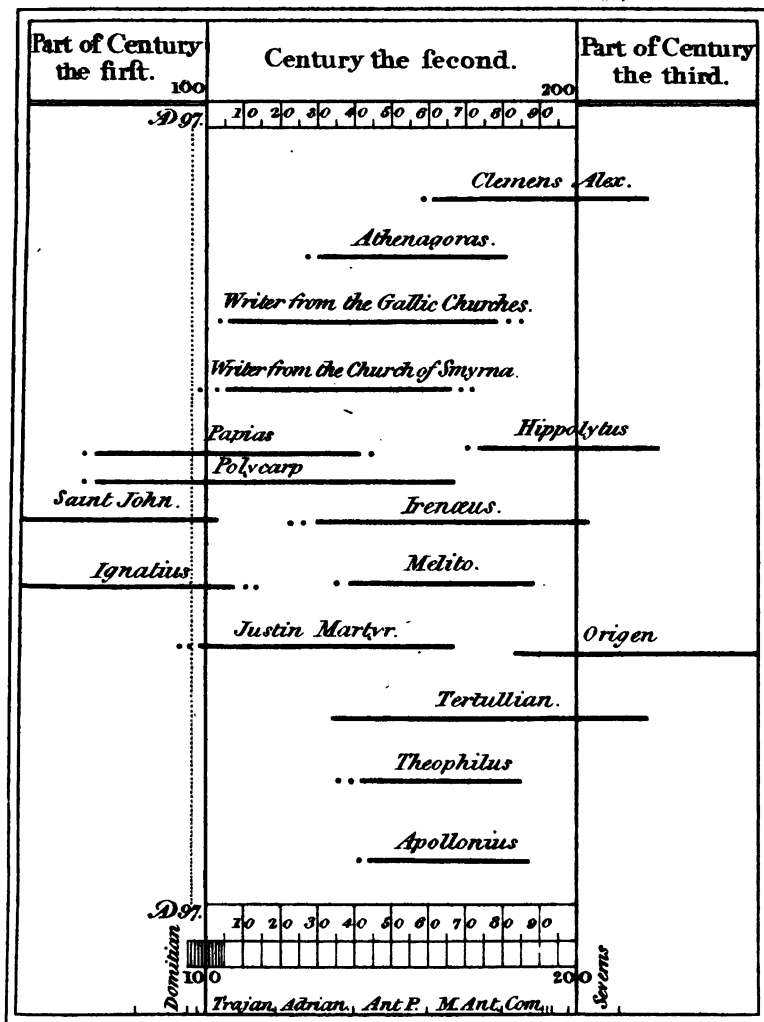 Part of Century
the firſt.
100
Century the ſecond.
200
Part of Century
the third.
AD 97.
10 20 30 40 50 60 70 80 90
Clemens Alex.
Athenagoras.
Writer from the Gallic Churches.
Writer from the Church of Smyrna.
Papias
Hippolytus
Polycarp
Saint John.
Irenæus.
Ignatius
Melito.
Justin Martyr.
Origen
Tertullian.
Theophilus
Apollonius
AD 97.
10 20 30 40 50 60 70 80 90
Domitian
100
200
Severus
Trajan Adrian Ant P. M. Ant. Com.